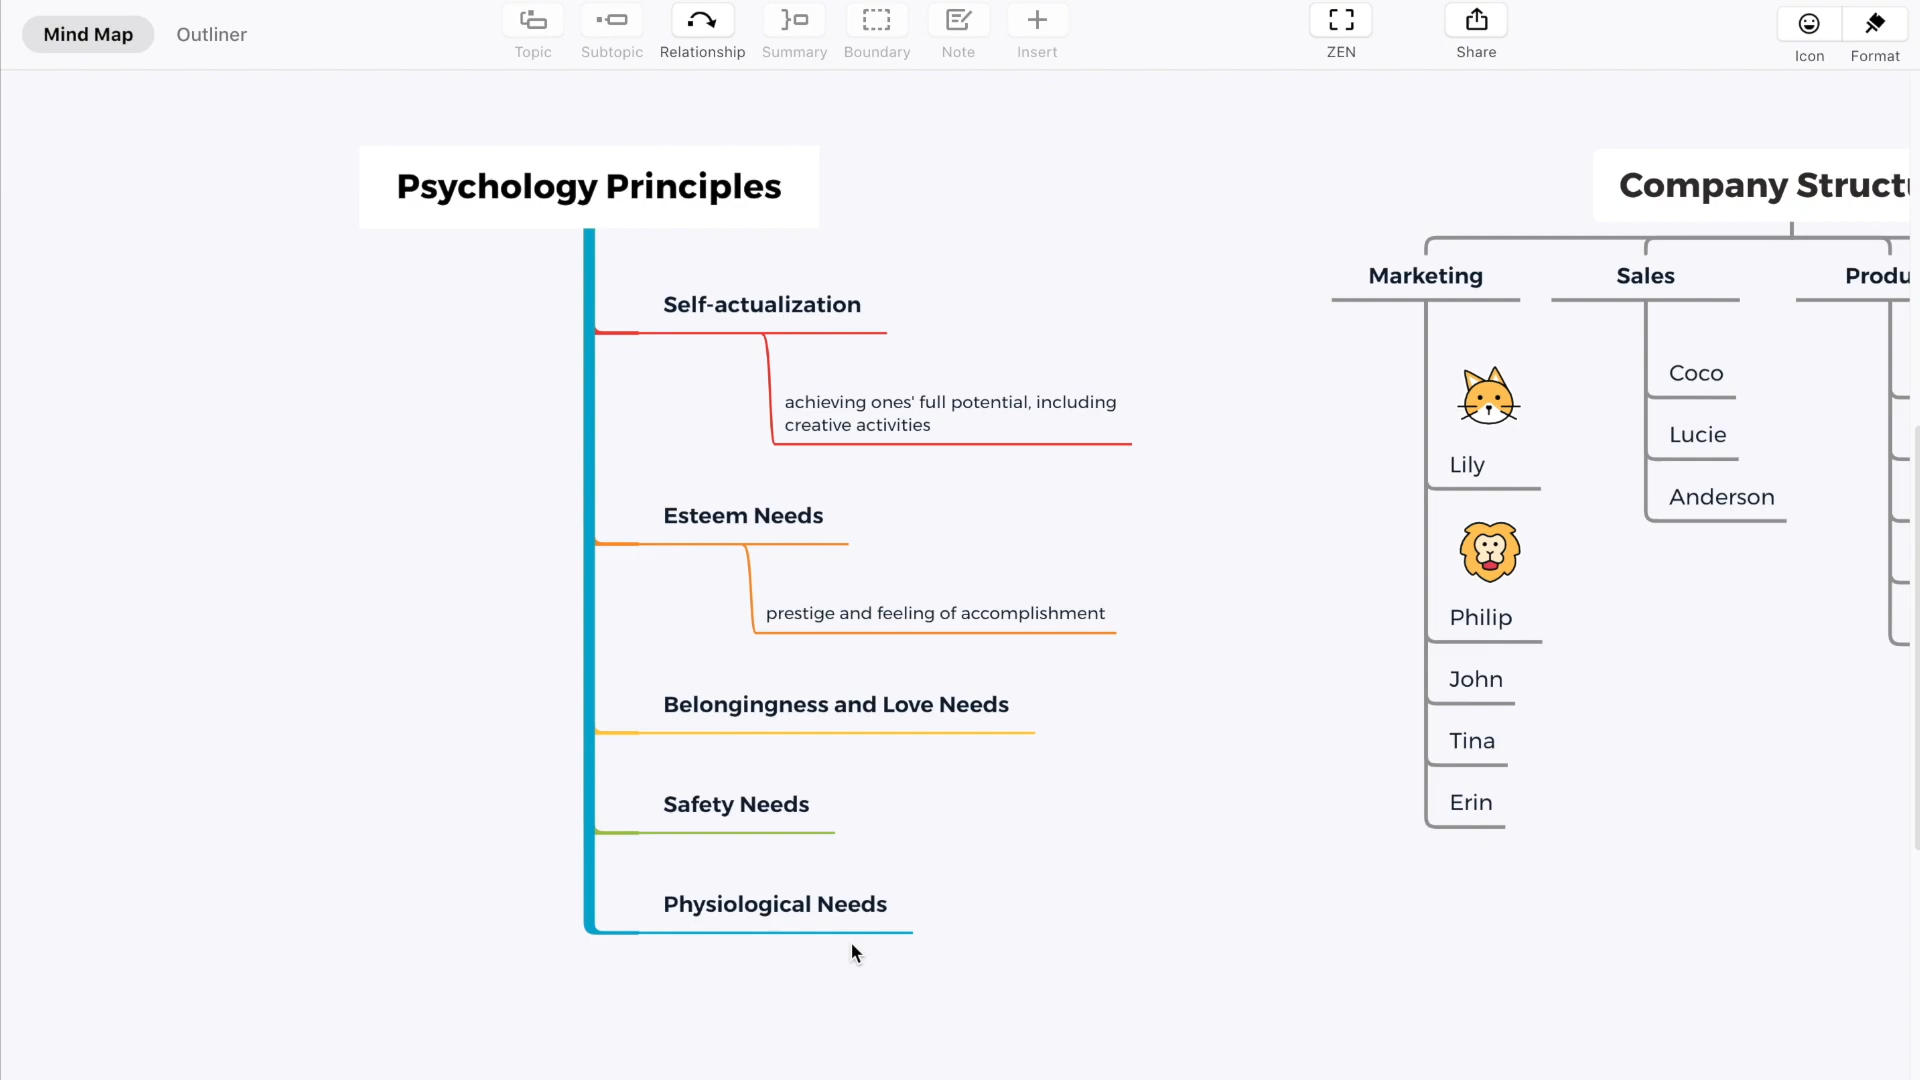 Mind Map
Outliner
Topic
Subtopic
Relationship
Summary
Boundary
Note
Insert
ZEN
Share
Icon
Format
Psychology Principles
Self-actualization
achieving ones' full potential, including
creative activities
Esteem Needs
prestige and feeling of accomplishment
Belongingness and Love Needs
Safety Needs
Physiological Needs
Company Structu
Marketing
Lily
Philip
John
Tina
Erin
Sales
Coco
Lucie
Anderson
Produ